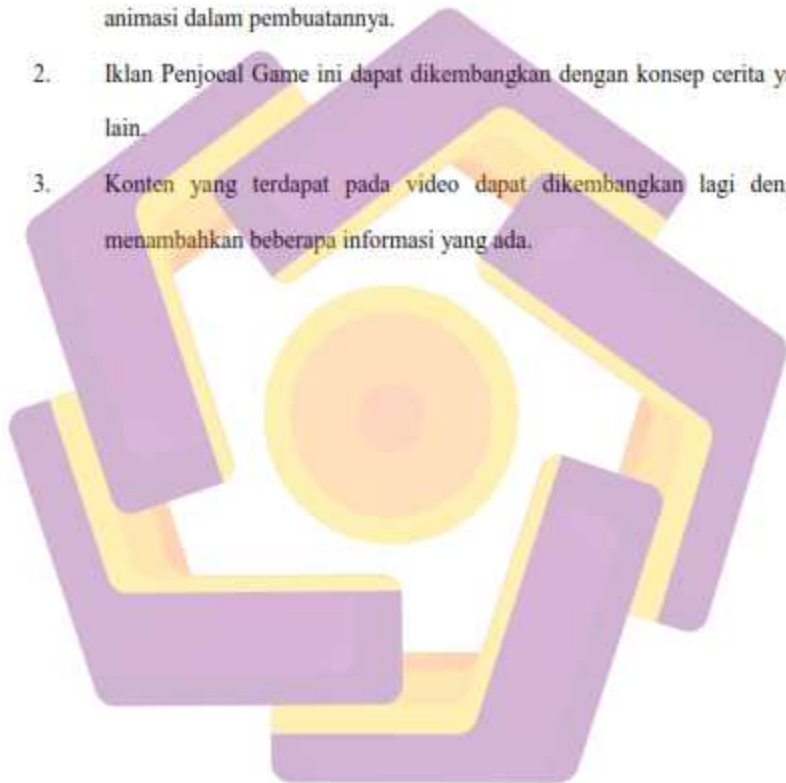 animasi dalam pembuatannya.
2. Iklan Penjoeal Game ini dapat dikembangkan dengan konsep cerita
lain.
3. Konten yang terdapat pada video dapat dikembangkan lagi
menambahkan beberapa informasi yang ada.